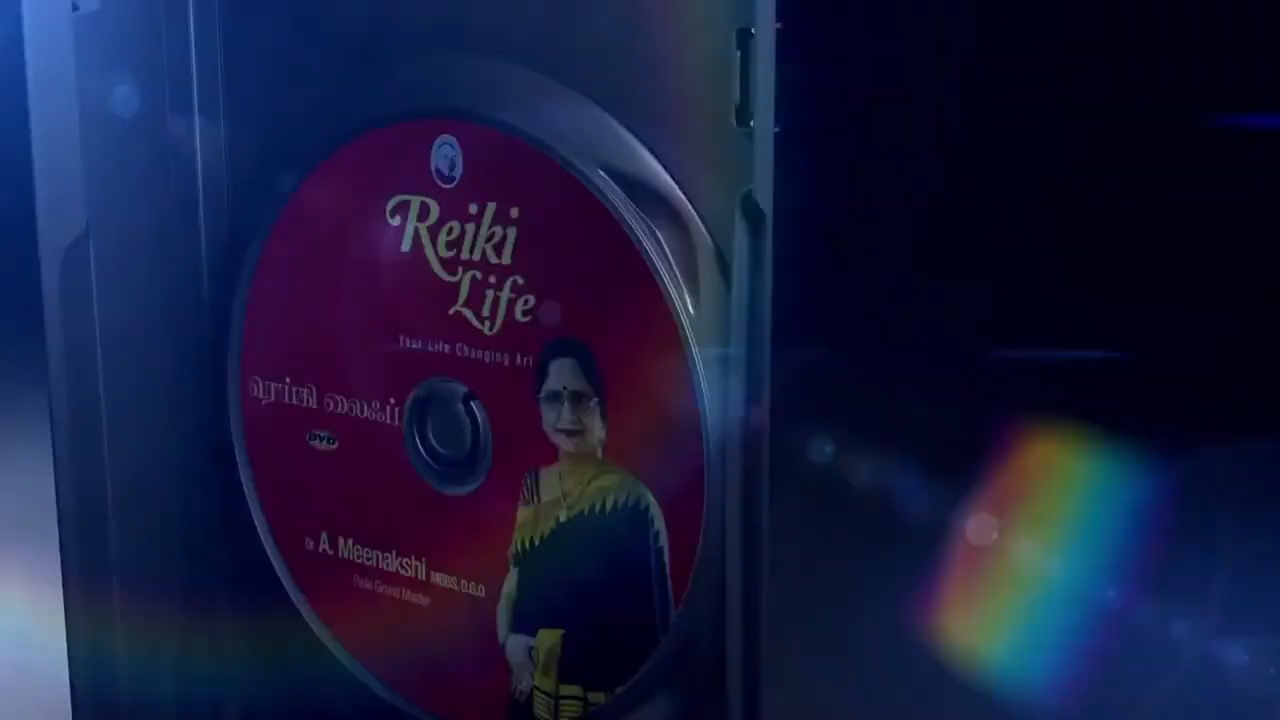 Reiki
Life
Your Life Changing Art
ரெய்கி லைஃப்
DVD
Dr A. Meenakshi MBBS, D.G.O
Reiki Grand Master